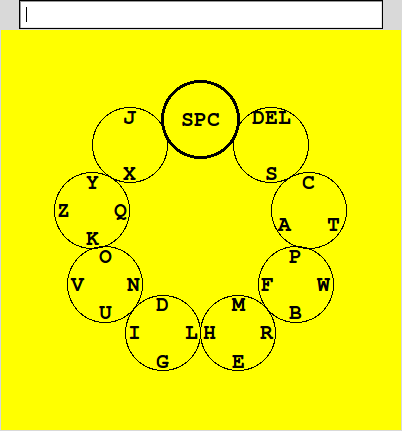 J SPC DEL
X S
Y C
Z Q A T
K P
O F W
V N B
U M
D H R
I L E
G